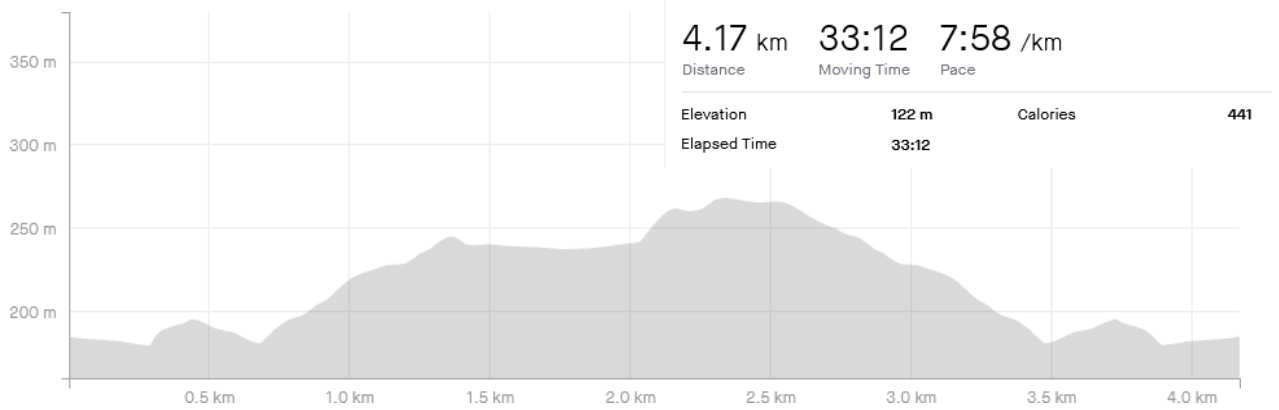 4.17 km 33:12 7:58 /km
Distance Moving Time Pace
Elevation 122 m Calories 441
Elapsed Time 33:12
350 m
300 m
250 m
200 m
0.5 km 1.0 km 1.5 km 2.0 km 2.5 km 3.0 km 3.5 km 4.0 km